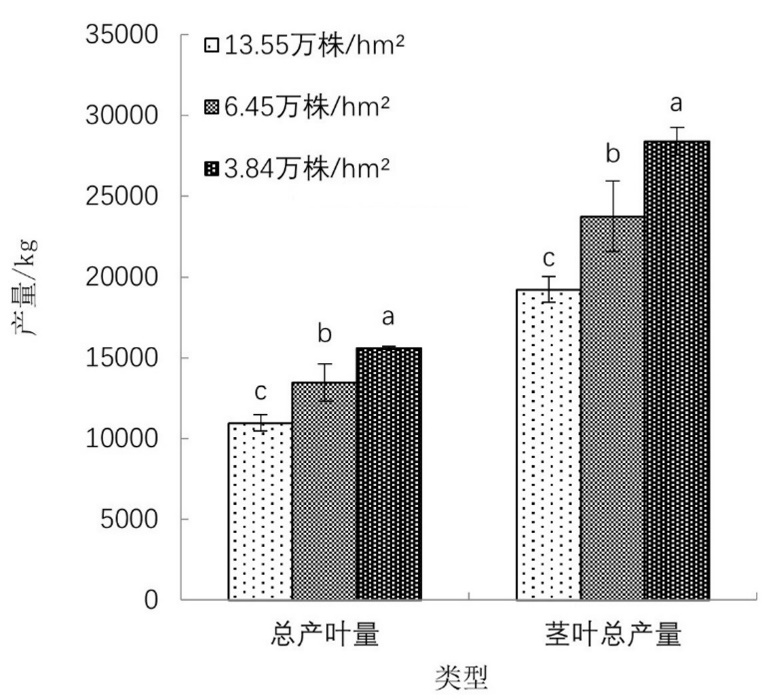 35000
30000
25000
20000
15000
10000
5000
0
产量/kg
13.55万株/hm²
6.45万株/hm²
3.84万株/hm²
c
b
a
c
b
a
总产叶量
茎叶总产量
类型